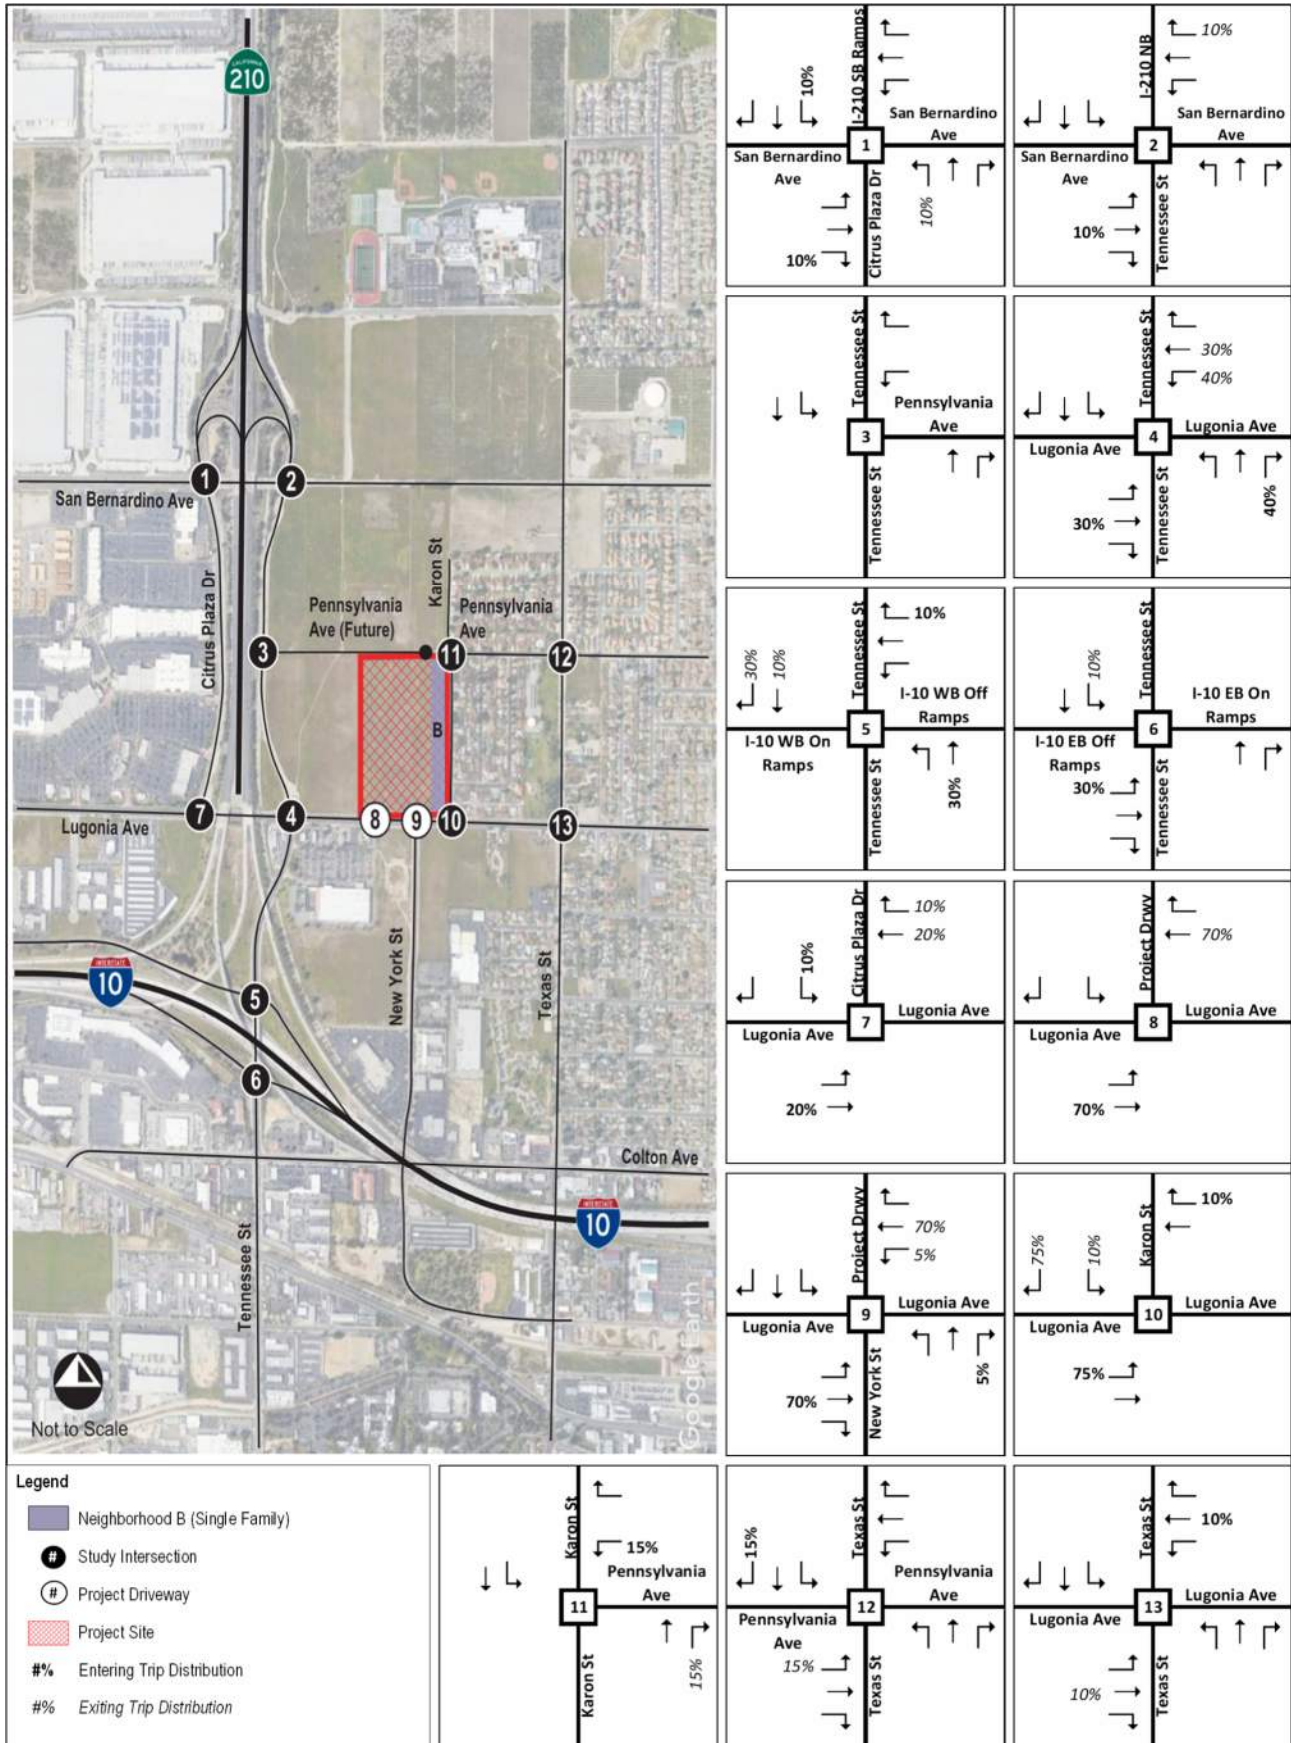 CALIFORNIA
210
1
2
San Bernardino Ave
Citrus Plaza Dr
Karon St
Pennsylvania
Ave (Future)
Pennsylvania
Ave
3
11
12
B
7
4
8
9
10
13
Lugonia Ave
New York St
Texas St
INTERSTATE
10
5
6
Colton Ave
INTERSTATE
10
Tennessee St
Google Earth
Not to Scale
Legend
Neighborhood B (Single Family)
# Study Intersection
# Project Driveway
Project Site
#% Entering Trip Distribution
#% Exiting Trip Distribution
I-210 SB Ramps
10%
San Bernardino
Ave
1
San Bernardino
Ave
10%
10%
Citrus Plaza Dr
I-210 NB
10%
San Bernardino
Ave
2
San Bernardino
Ave
10%
Tennessee St
Tennessee St
Pennsylvania
Ave
3
Tennessee St
Tennessee St
30%
40%
Lugonia Ave
4
Lugonia Ave
30%
40%
Tennessee St
Tennessee St
10%
30%
10%
I-10 WB Off
Ramps
5
I-10 WB On
Ramps
30%
Tennessee St
Tennessee St
10%
I-10 EB On
Ramps
6
I-10 EB Off
Ramps
30%
Tennessee St
Citrus Plaza Dr
10%
20%
10%
Lugonia Ave
7
Lugonia Ave
20%
Project Drwy
70%
Lugonia Ave
8
Lugonia Ave
70%
Project Drwy
70%
5%
Lugonia Ave
9
Lugonia Ave
70%
5%
New York St
Karon St
10%
75%
10%
Lugonia Ave
10
Lugonia Ave
75%
Karon St
15%
Pennsylvania
Ave
11
15%
Karon St
Texas St
15%
Pennsylvania
Ave
12
Pennsylvania
Ave
15%
Texas St
Texas St
10%
Lugonia Ave
13
Lugonia Ave
10%
Texas St